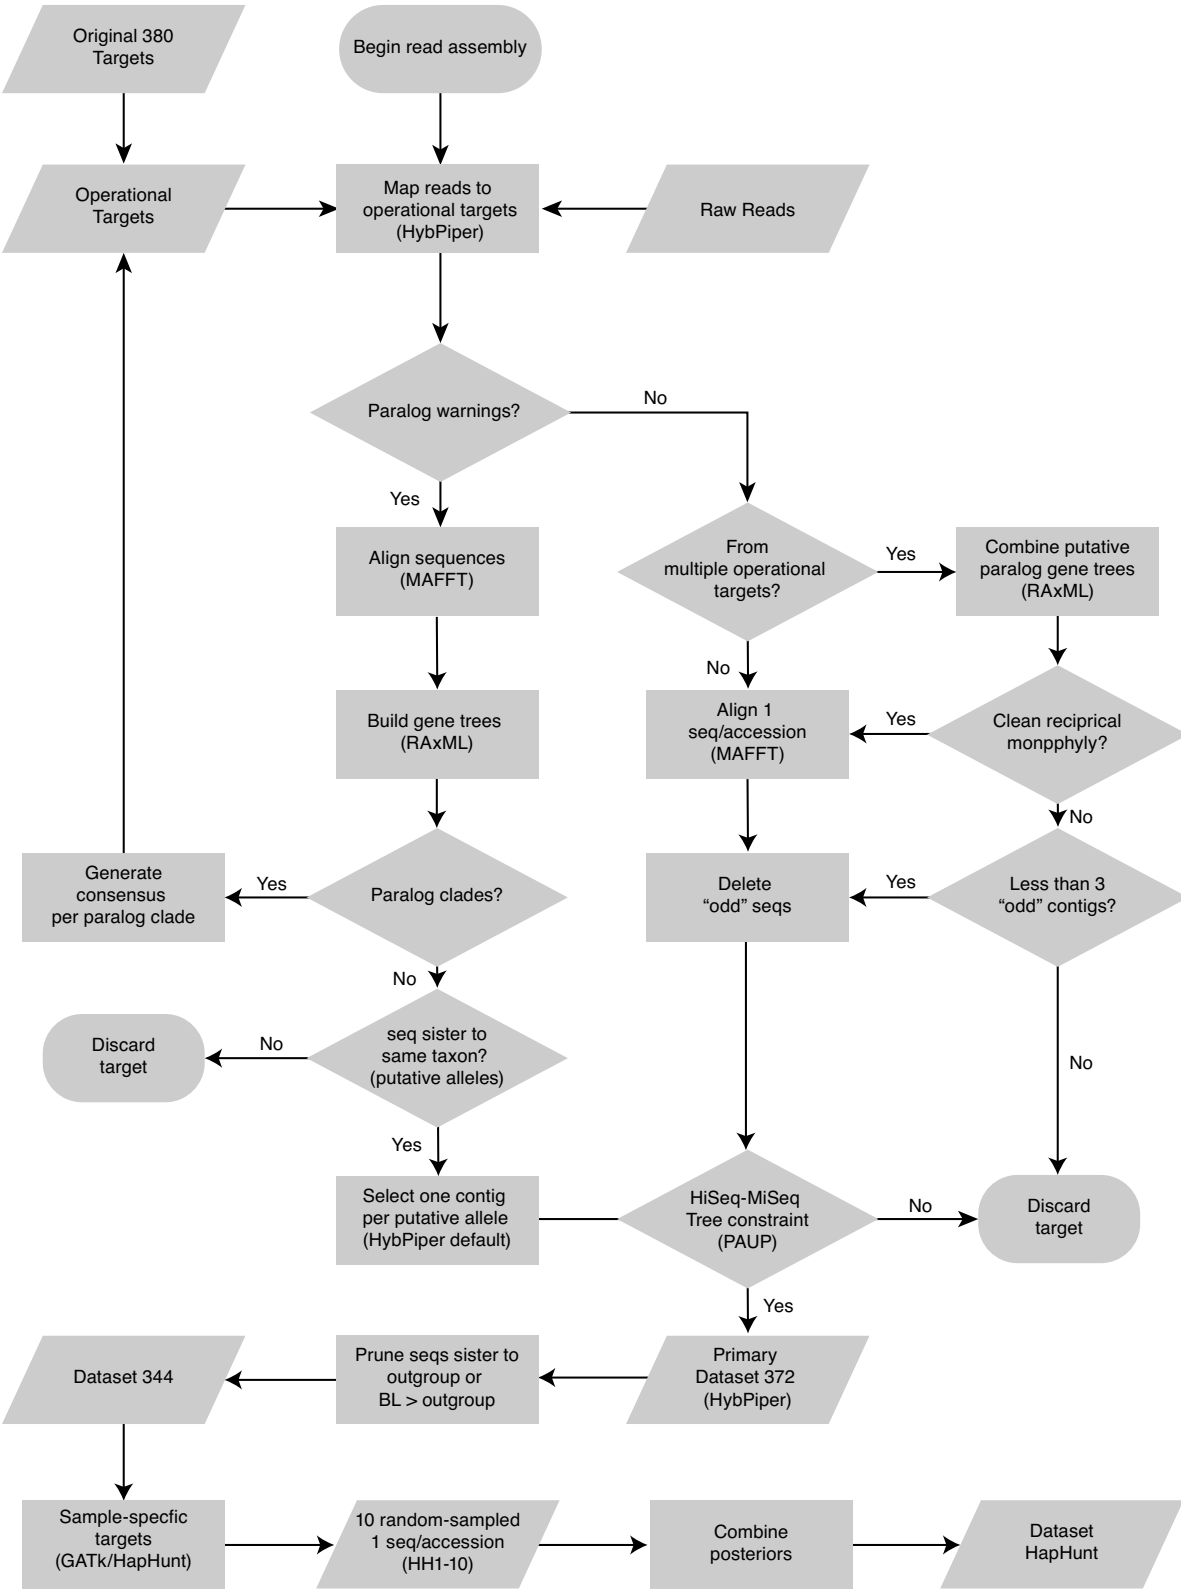 Original 380
Targets
Begin read assembly
Operational
Targets
Map reads to
operational targets
(HybPiper)
Raw Reads
Paralog warnings?
No
Yes
Align sequences
(MAFFT)
From
multiple operational
targets?
Yes
Combine putative
paralog gene trees
(RAxML)
No
Build gene trees
(RAxML)
Align 1
seq/accession
(MAFFT)
Yes
Clean reciprical
monpphyly?
No
Generate
consensus
per paralog clade
Yes
Paralog clades?
Delete
“odd” seqs
Yes
Less than 3
“odd” contigs?
No
Discard
target
No
seq sister to
same taxon?
(putative alleles)
No
Yes
Select one contig
per putative allele
(HybPiper default)
HiSeq-MiSeq
Tree constraint
(PAUP)
No
Discard
target
Yes
Dataset 344
Prune seqs sister to
outgroup or
BL > outgroup
Primary
Dataset 372
(HybPiper)
Sample-specfic
targets
(GATk/HapHunt)
10 random-sampled
1 seq/accession
(HH1-10)
Combine
posteriors
Dataset
HapHunt